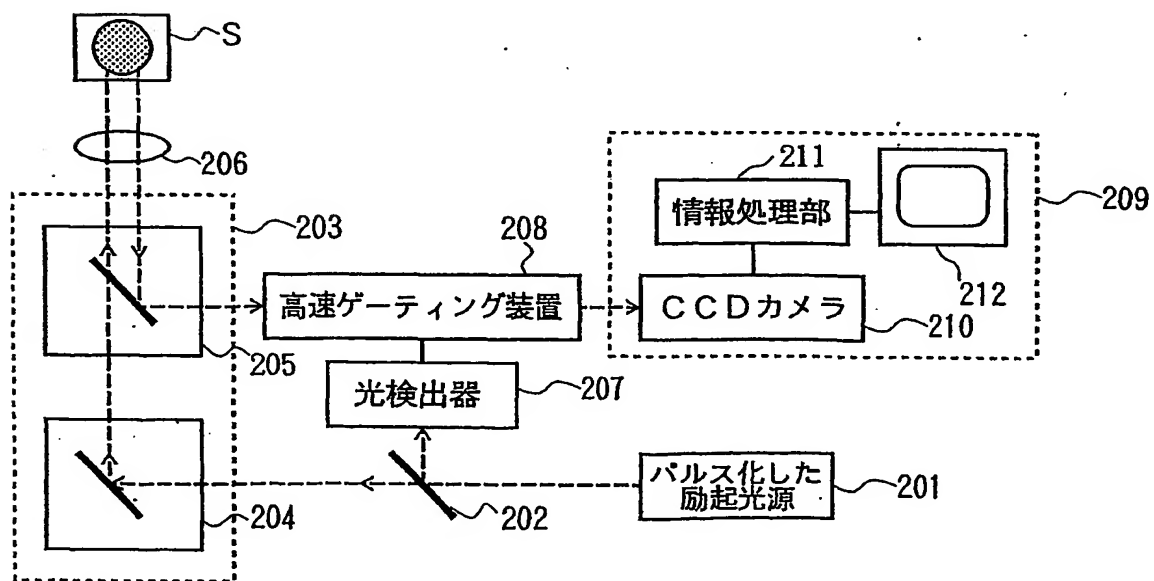 S
206
211
情報処理部
209
203
208
212
高速ゲーティング装置
CCDカメラ
210
205
光検出器
207
パルス化した
励起光源
201
204
202